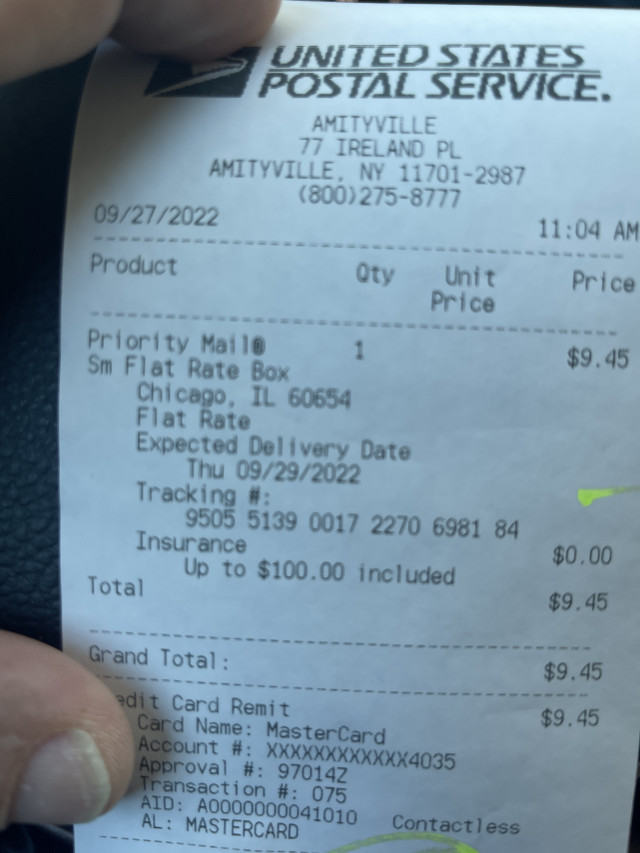 UNITED STATES
POSTAL SERVICE.
AMITYVILLE
77 IRELAND PL
AMITYVILLE, NY 11701-2987
(800)275-8777
09/27/2022 11:04 AM
Product Qty Unit Price
Price
Priority Mail® 1 $9.45
Sm Flat Rate Box
Chicago, IL 60654
Flat Rate
Expected Delivery Date
Thu 09/29/2022
Tracking #:
9505 5139 0017 2270 6981 84
Insurance $0.00
Up to $100.00 included
Total $9.45
Grand Total: $9.45
edit Card Remit $9.45
Card Name: MasterCard
Account #: XXXXXXXXXXXX4035
Approval #: 97014Z
Transaction #: 075
AID: A0000000041010 Contactless
AL: MASTERCARD